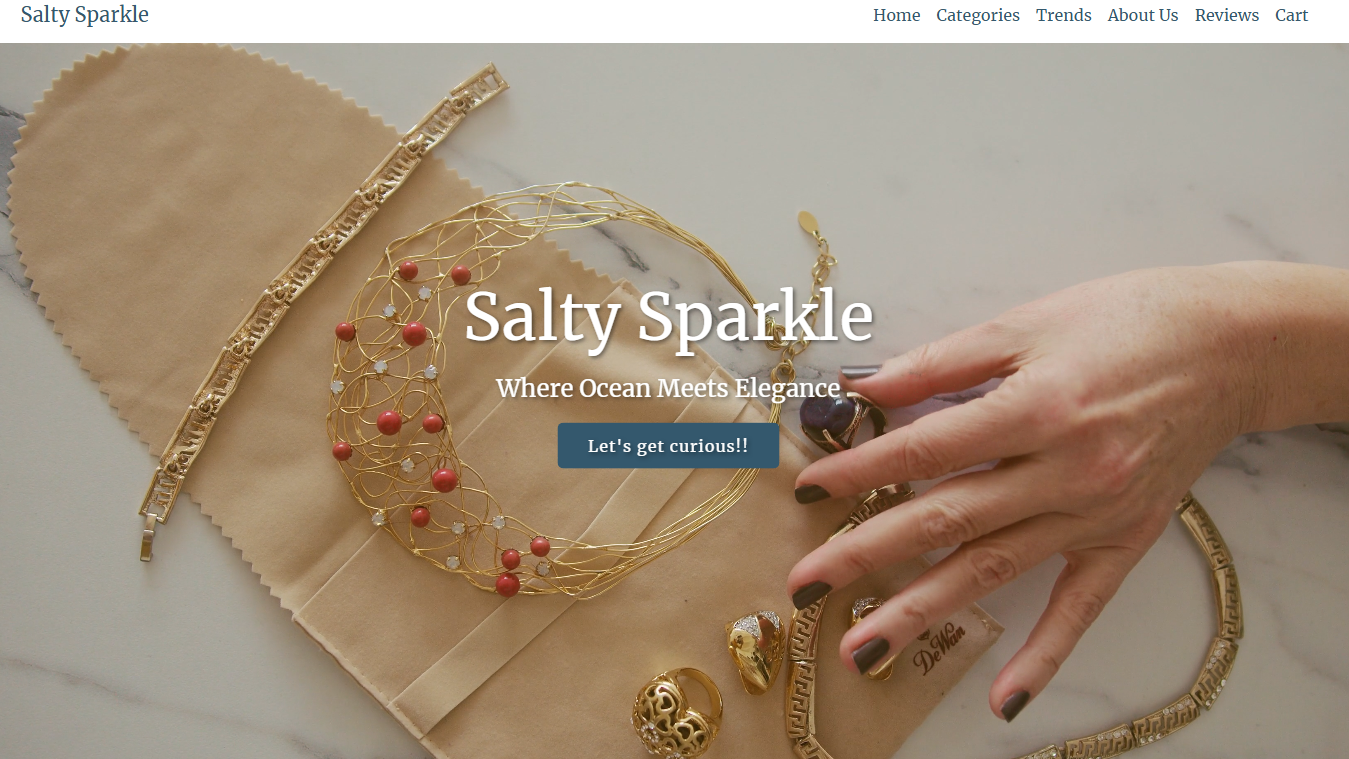 Salty Sparkle
Home Categories Trends About Us Reviews Cart
Salty Sparkle
Where Ocean Meets Elegance
Let's get curious!!
DeWan